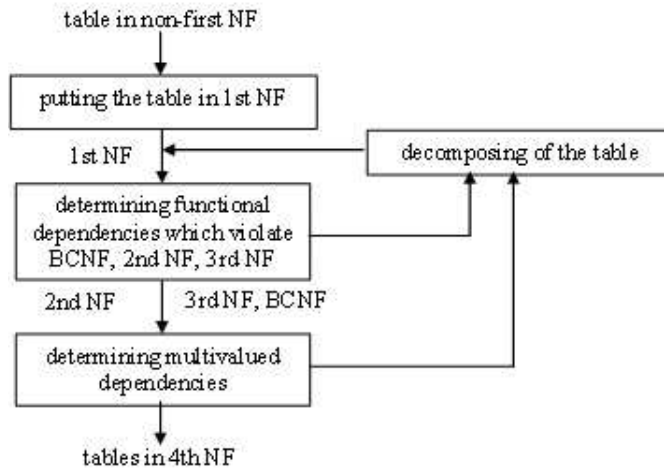 table in non-first NF
putting the table in 1st NF
1st NF
decomposing of the table
determining functional
dependencies which violate
BCNF, 2nd NF, 3rd NF
2nd NF
3rd NF, BCNF
determining multivalued
dependencies
tables in 4th NF